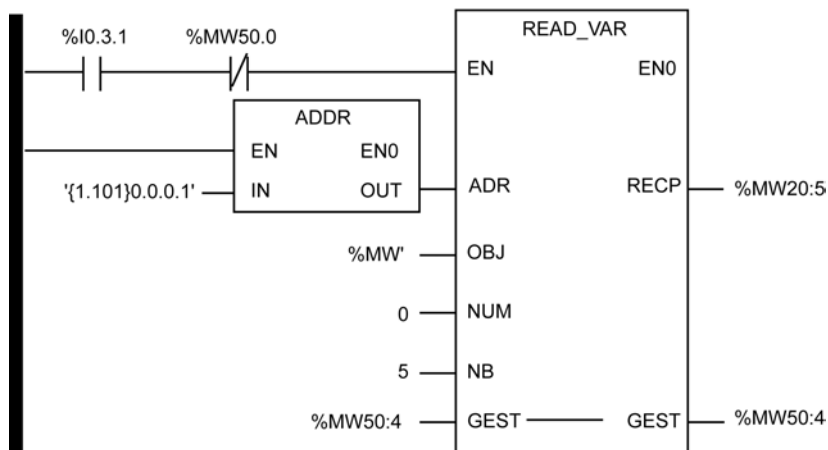 READ_VAR
%I0.3.1 %MW50.0
EN EN0
ADDR
EN EN0
'{1.101}0.0.0.1' IN OUT ADR RECP %MW20:5
%MW' OBJ
0 NUM
5 NB
%MW50:4 GEST GEST %MW50:4